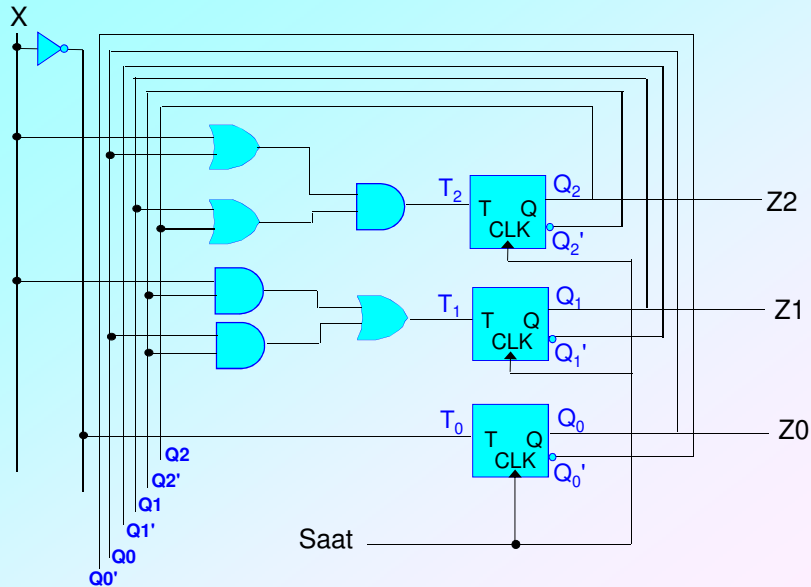 X
T2
T Q
CLK
Q2
Q2'
Z2
T1
T Q
CLK
Q1
Q1'
Z1
T0
T Q
CLK
Q0
Q0'
Z0
Q2
Q2'
Q1
Q1'
Q0
Q0'
Saat